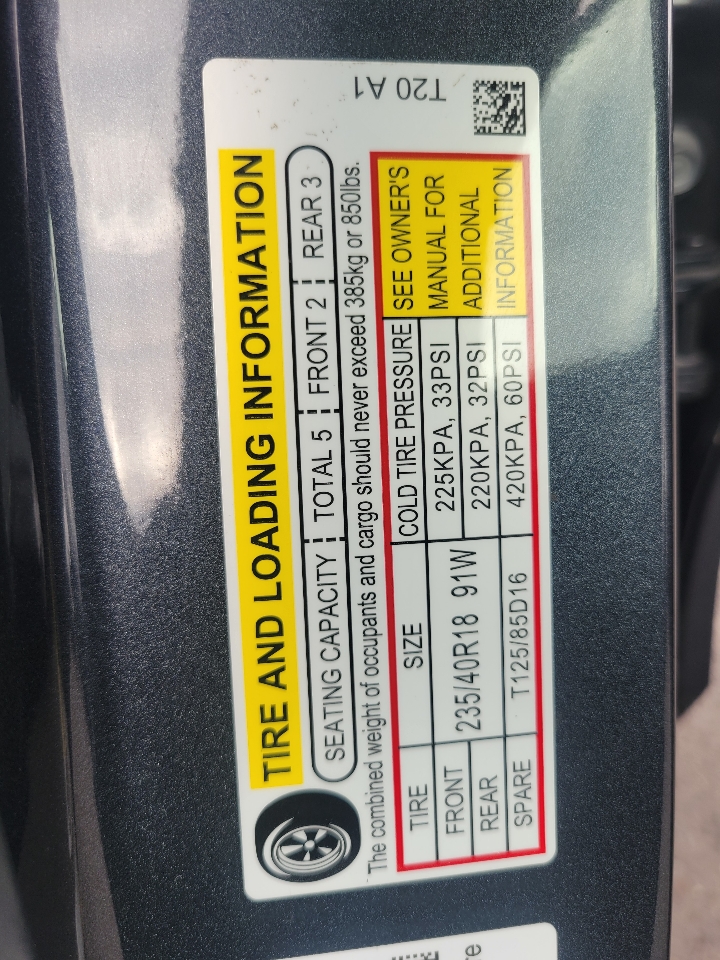 T20 A1
TIRE AND LOADING INFORMATION
SEATING CAPACITY TOTAL 5 FRONT 2 REAR 3
The combined weight of occupants and cargo should never exceed 385kg or 850lbs.
TIRE SIZE COLD TIRE PRESSURE SEE OWNER'S
FRONT 235/40R18 91W 225KPA, 33PSI MANUAL FOR
REAR 220KPA, 32PSI ADDITIONAL
SPARE T125/85D16 420KPA, 60PSI INFORMATION